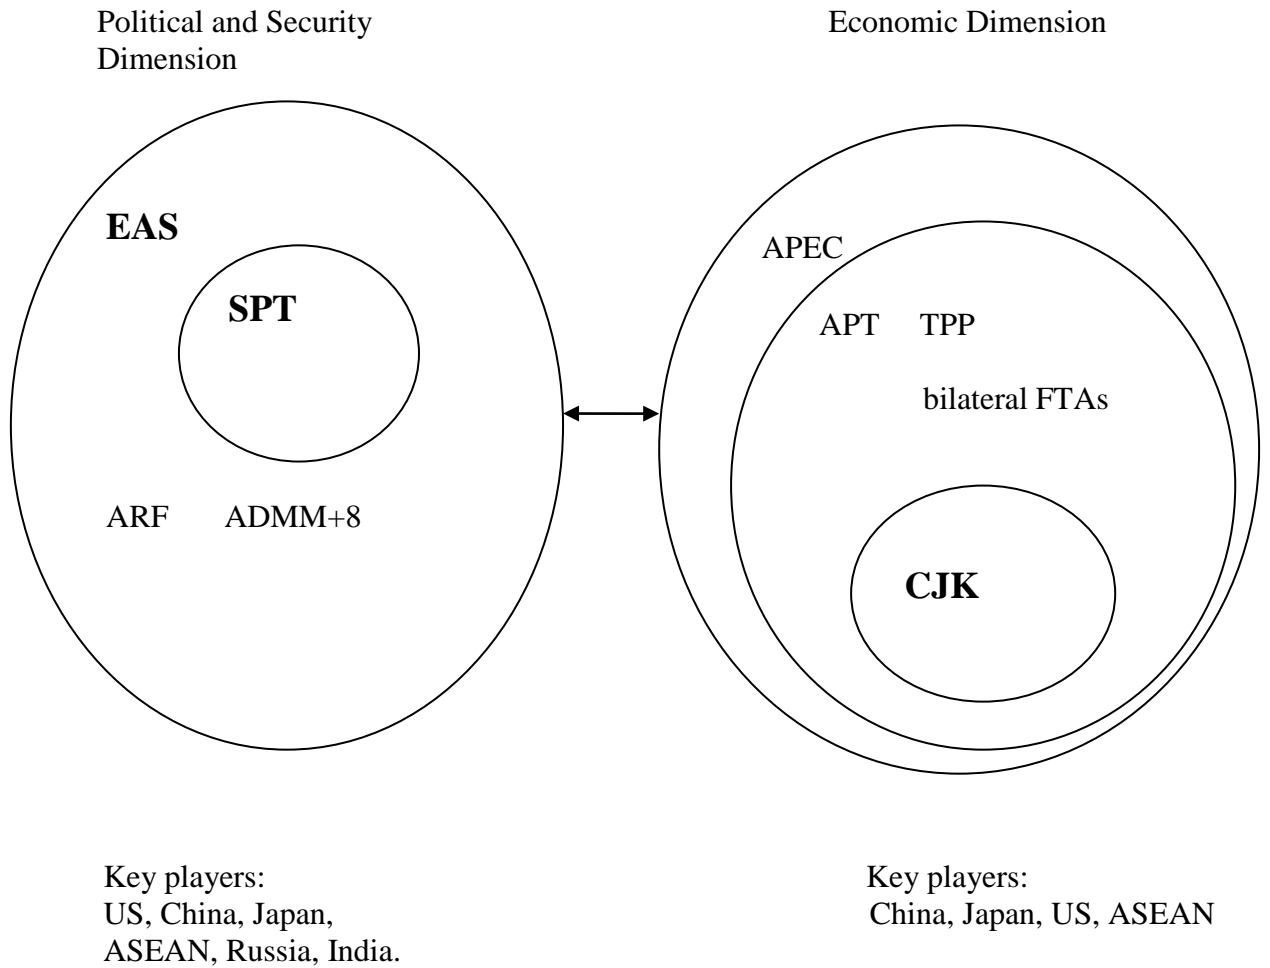 Political and Security
Dimension
Economic Dimension
EAS
SPT
ARF ADMM+8
APEC
APT TPP
bilateral FTAs
CJK
Key players:
US, China, Japan,
ASEAN, Russia, India.
Key players:
China, Japan, US, ASEAN